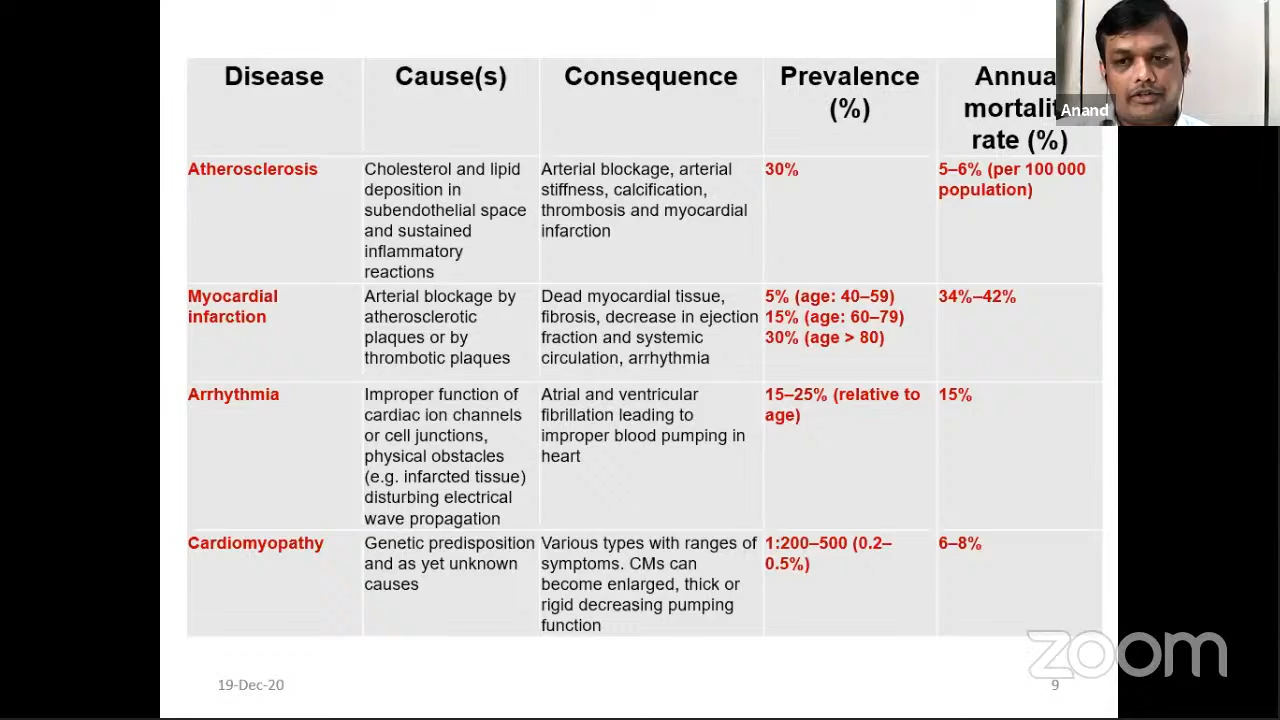 Disease
Cause(s)
Consequence
Prevalence
(%)
Annua
mortalit
rate (%)
Anand
Atherosclerosis
Cholesterol and lipid
deposition in
subendothelial space
and sustained
inflammatory
reactions
Arterial blockage, arterial
stiffness, calcification,
thrombosis and myocardial
infarction
30%
5–6% (per 100 000
population)
Myocardial
infarction
Arterial blockage by
atherosclerotic
plaques or by
thrombotic plaques
Dead myocardial tissue,
fibrosis, decrease in ejection
fraction and systemic
circulation, arrhythmia
5% (age: 40–59)
15% (age: 60–79)
30% (age > 80)
34%–42%
Arrhythmia
Improper function of
cardiac ion channels
or cell junctions,
physical obstacles
(e.g. infarcted tissue)
disturbing electrical
wave propagation
Atrial and ventricular
fibrillation leading to
improper blood pumping in
heart
15–25% (relative to
age)
15%
Cardiomyopathy
Genetic predisposition
and as yet unknown
causes
Various types with ranges of
symptoms. CMs can
become enlarged, thick or
rigid decreasing pumping
function
1:200–500 (0.2–
0.5%)
6–8%
19-Dec-20
9
zoom